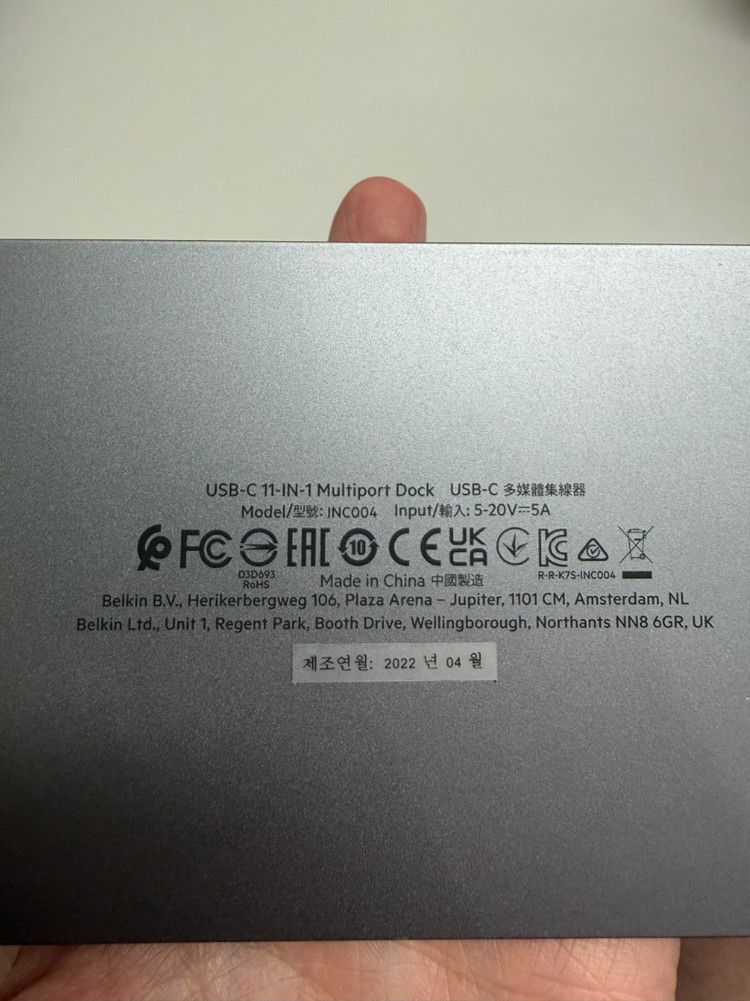 USB-C 11-IN-1 Multiport Dock USB-C 多媒體集線器
Model/型號: INC004 Input/輸入: 5-20V⎓5A
FC EAC 10 CE UK CA
D3D693
RoHS
Made in China 中國製造
R-R-K7S-INC004
Belkin B.V., Herikerbergweg 106, Plaza Arena – Jupiter, 1101 CM, Amsterdam, NL
Belkin Ltd., Unit 1, Regent Park, Booth Drive, Wellingborough, Northants NN8 6GR, UK
제조연월: 2022 년 04 월